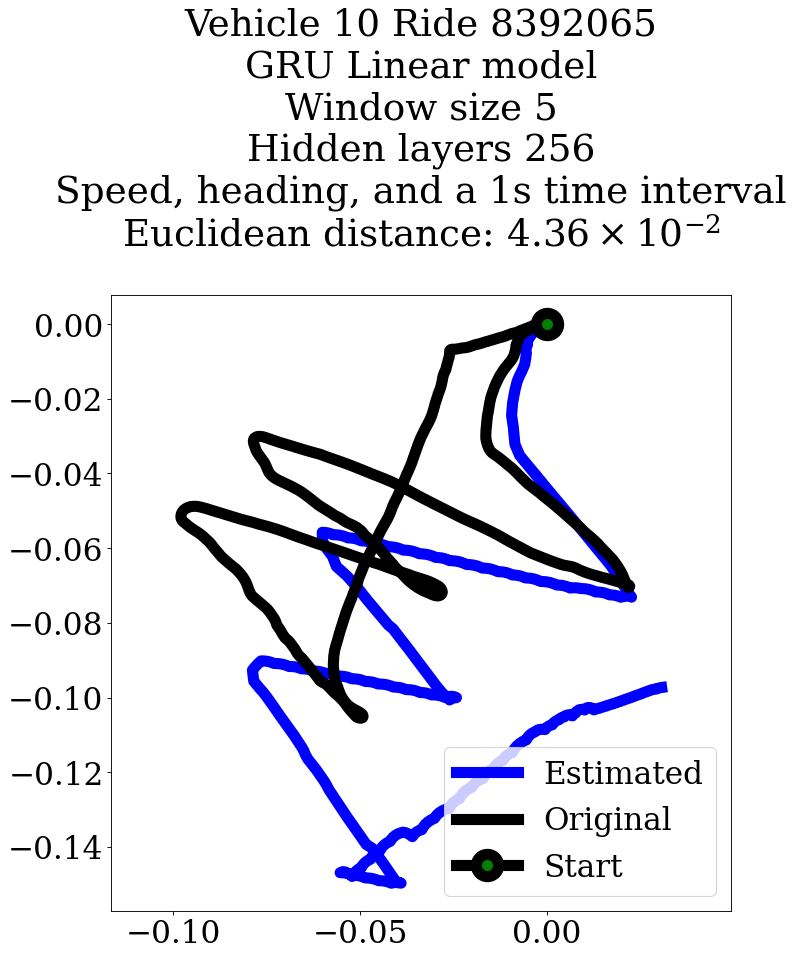 Vehicle 10 Ride 8392065
GRU Linear model
Window size 5
Hidden layers 256
Speed, heading, and a 1s time interval
Euclidean distance: 4.36 × 10⁻²
0.00
−0.02
−0.04
−0.06
−0.08
−0.10
−0.12
−0.14
Estimated
Original
Start
−0.10 −0.05 0.00